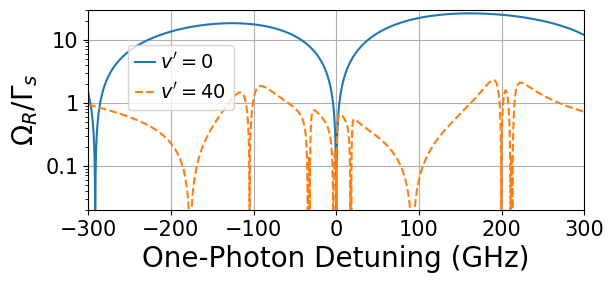 Ω_R/Γ_s
10
1
0.1
v′ = 0
v′ = 40
−300 −200 −100 0 100 200 300
One-Photon Detuning (GHz)